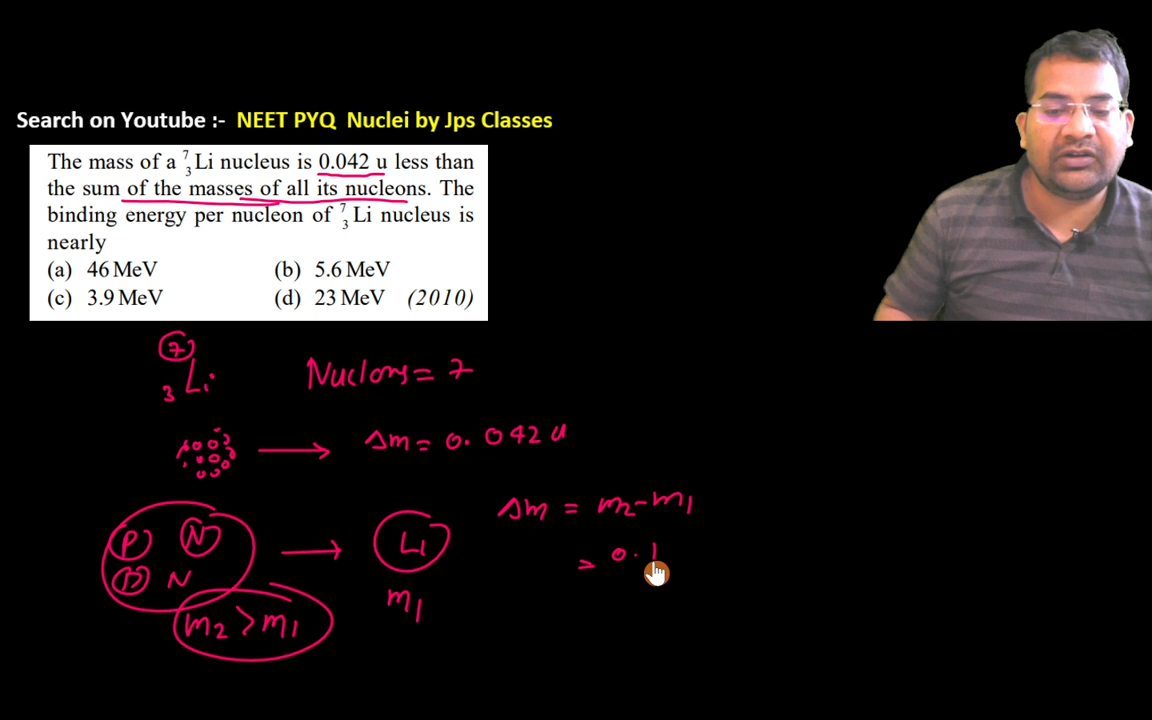 Search on Youtube :- NEET PYQ Nuclei by Jps Classes
The mass of a ⁷₃Li nucleus is 0.042 u less than
the sum of the masses of all its nucleons. The
binding energy per nucleon of ⁷₃Li nucleus is
nearly
(a) 46 MeV (b) 5.6 MeV
(c) 3.9 MeV (d) 23 MeV (2010)
⁷₃Li Nuclons = 7
Δm = 0.042 u
P N Li Δm = m₂-m₁
N = 0.1
m₂ > m₁ m₁